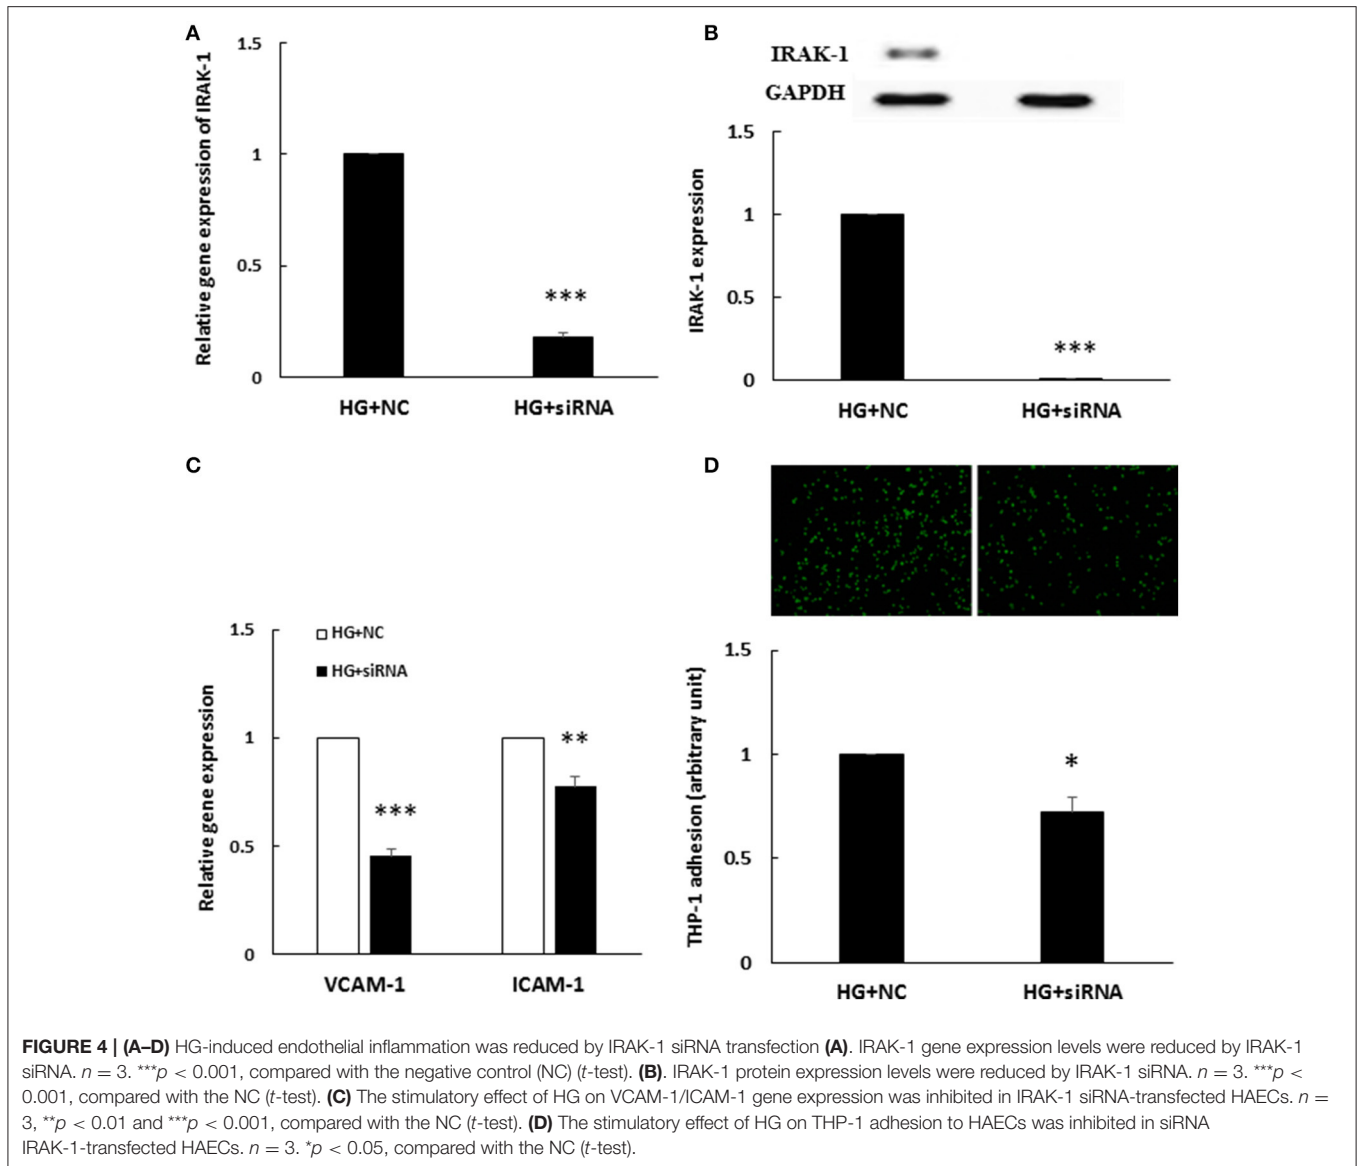 A
Relative gene expression of IRAK-1
1.5
1
0.5
0
***
HG+NC
HG+siRNA
B
IRAK-1
GAPDH
IRAK-1 expression
1.5
1
0.5
0
***
HG+NC
HG+siRNA
C
Relative gene expression
1.5
1
0.5
0
HG+NC
HG+siRNA
***
**
VCAM-1
ICAM-1
D
THP-1 adhesion (arbitrary unit)
1.5
1
0.5
0
*
HG+NC
HG+siRNA
FIGURE 4 | (A–D) HG-induced endothelial inflammation was reduced by IRAK-1 siRNA transfection (A). IRAK-1 gene expression levels were reduced by IRAK-1
siRNA. n = 3. ***p < 0.001, compared with the negative control (NC) (t-test). (B). IRAK-1 protein expression levels were reduced by IRAK-1 siRNA. n = 3. ***p <
0.001, compared with the NC (t-test). (C) The stimulatory effect of HG on VCAM-1/ICAM-1 gene expression was inhibited in IRAK-1 siRNA-transfected HAECs. n =
3, **p < 0.01 and ***p < 0.001, compared with the NC (t-test). (D) The stimulatory effect of HG on THP-1 adhesion to HAECs was inhibited in siRNA
IRAK-1-transfected HAECs. n = 3. *p < 0.05, compared with the NC (t-test).